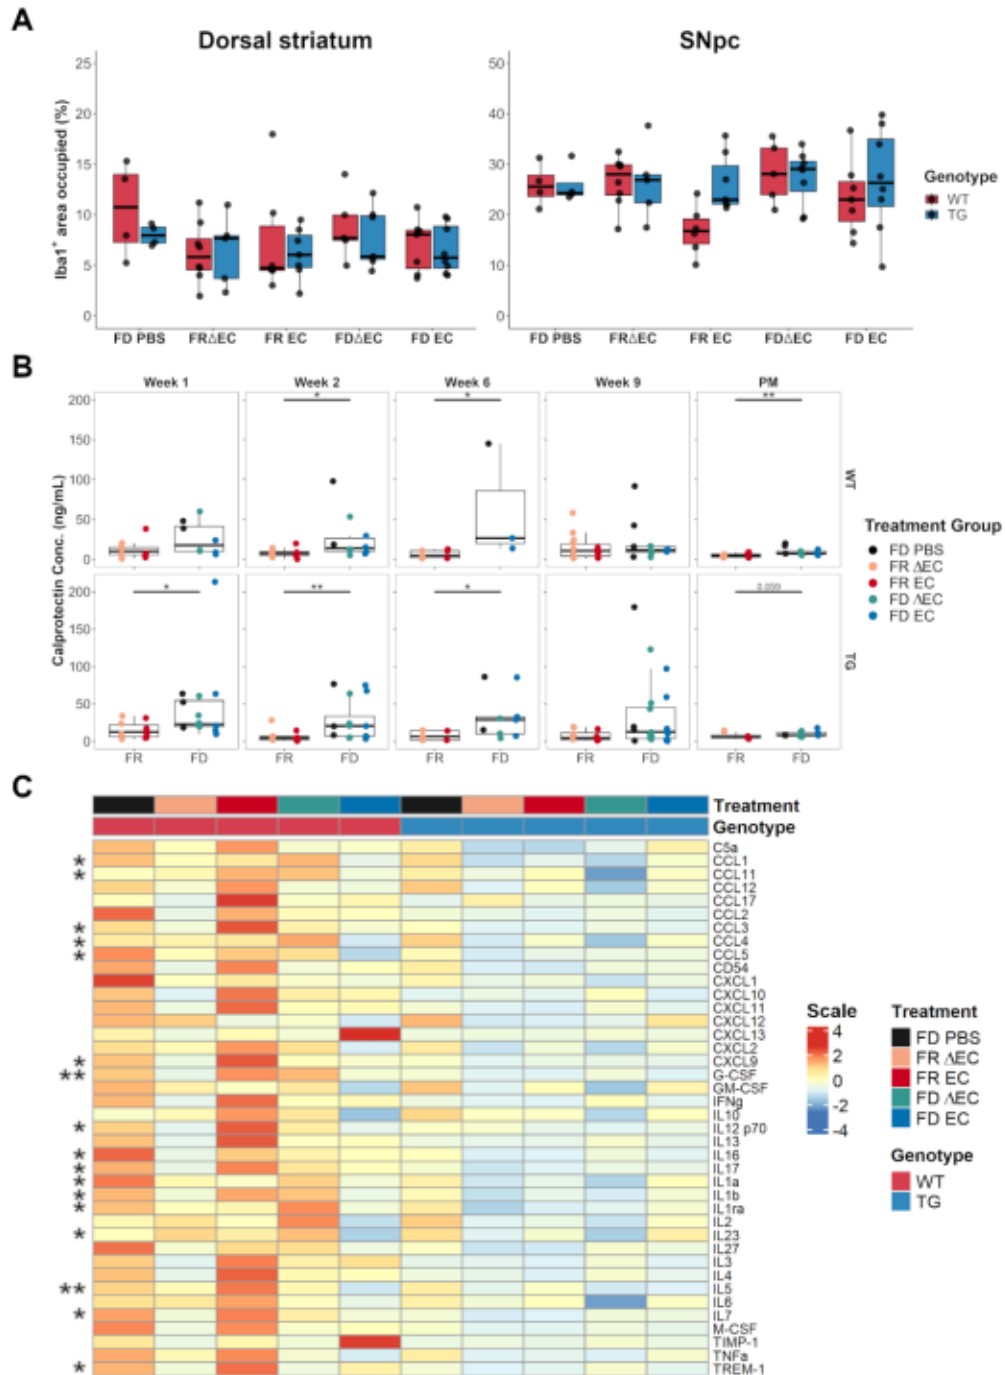 A
Dorsal striatum
SNpc
Iba1+ area occupied (%)
25
20
15
10
5
0
50
40
30
20
10
0
FD PBS
FRΔEC
FR EC
FDΔEC
FD EC
FD PBS
FRΔEC
FR EC
FDΔEC
FD EC
Genotype
WT
TG
B
Week 1
Week 2
Week 6
Week 9
PM
Calprotectin Conc. (ng/mL)
200
150
100
50
0
*
*
**
WT
200
150
100
50
0
*
**
*
0.059
TG
FR
FD
FR
FD
FR
FD
FR
FD
FR
FD
Treatment Group
FD PBS
FR ΔEC
FR EC
FD ΔEC
FD EC
C
Treatment
Genotype
C5a
* CCL1
* CCL11
CCL12
CCL17
CCL2
* CCL3
* CCL4
* CCL5
CD54
CXCL1
CXCL10
CXCL11
CXCL12
CXCL13
CXCL2
* CXCL9
** G-CSF
GM-CSF
IFNg
IL10
* IL12 p70
IL13
* IL16
* IL17
* IL1a
* IL1b
* IL1ra
IL2
* IL23
IL27
IL3
IL4
** IL5
IL6
* IL7
M-CSF
TIMP-1
TNFa
* TREM-1
Scale
4
2
0
-2
-4
Treatment
FD PBS
FR ΔEC
FR EC
FD ΔEC
FD EC
Genotype
WT
TG